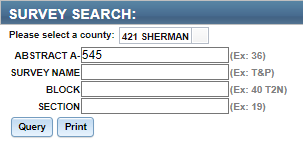 SURVEY SEARCH:
Please select a county: 421 SHERMAN
ABSTRACT A- 545 (Ex: 36)
SURVEY NAME (Ex: T&P)
BLOCK (Ex: 40 T2N)
SECTION (Ex: 19)
Query Print